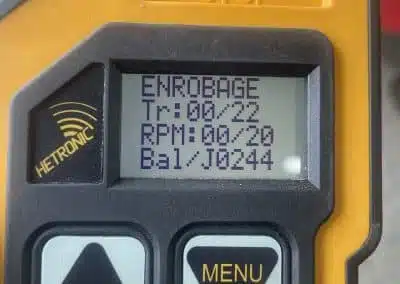 ENROBAGE
Tr:00/22
RPM:00/20
Bal/J0244
HETRONIC
MENU